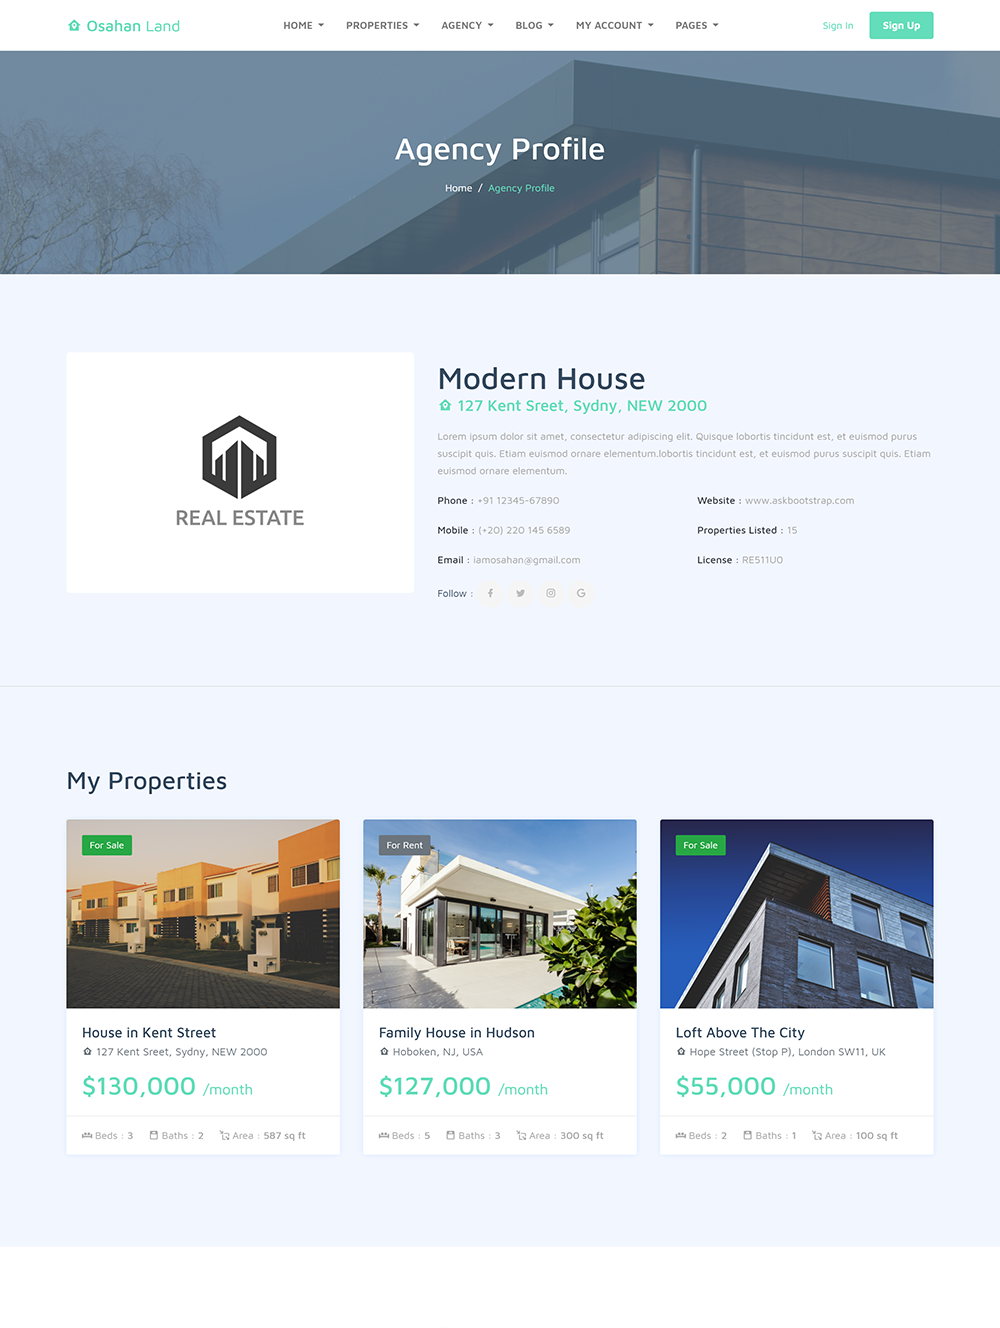 Osahan Land
HOME PROPERTIES AGENCY BLOG MY ACCOUNT PAGES
Sign In
Sign Up
Agency Profile
Home / Agency Profile
REAL ESTATE
Modern House
127 Kent Sreet, Sydny, NEW 2000
Lorem ipsum dolor sit amet, consectetur adipiscing elit. Quisque lobortis tincidunt est, et euismod purus
suscipit quis. Etiam euismod ornare elementum.lobortis tincidunt est, et euismod purus suscipit quis. Etiam
euismod ornare elementum.
Phone : +91 12345-67890
Website : www.askbootstrap.com
Mobile : (+20) 220 145 6589
Properties Listed : 15
Email : iamosahan@gmail.com
License : RE511U0
Follow :
My Properties
For Sale
House in Kent Street
127 Kent Sreet, Sydny, NEW 2000
$130,000 /month
Beds : 3 Baths : 2 Area : 587 sq ft
For Rent
Family House in Hudson
Hoboken, NJ, USA
$127,000 /month
Beds : 5 Baths : 3 Area : 300 sq ft
For Sale
Loft Above The City
Hope Street (Stop P), London SW11, UK
$55,000 /month
Beds : 2 Baths : 1 Area : 100 sq ft